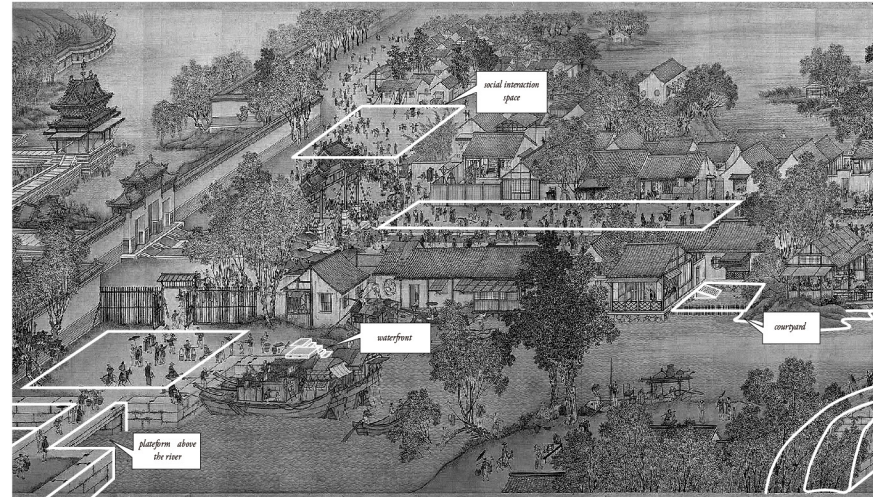 social interaction
space
waterfront
courtyard
plateform above
the river